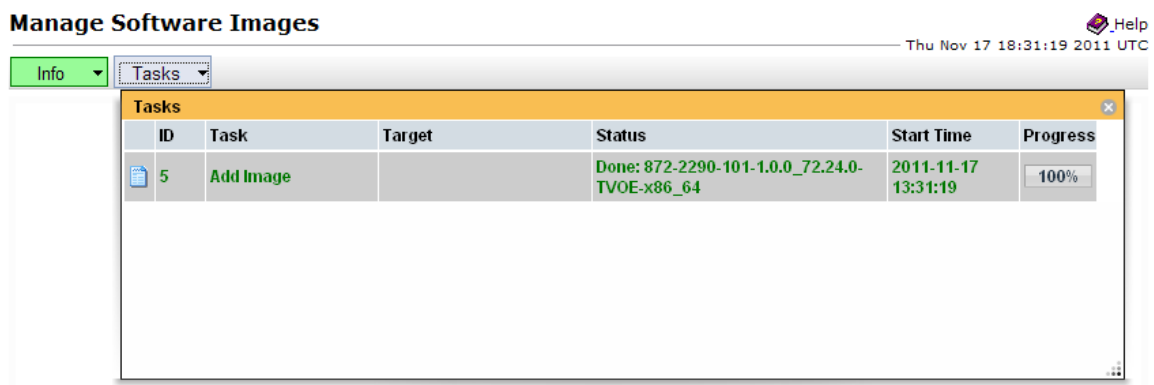 Manage Software Images
Help
Thu Nov 17 18:31:19 2011 UTC
Info Tasks
Tasks
ID Task Target Status Start Time Progress
5 Add Image Done: 872-2290-101-1.0.0_72.24.0- 2011-11-17 100%
TVOE-x86_64 13:31:19